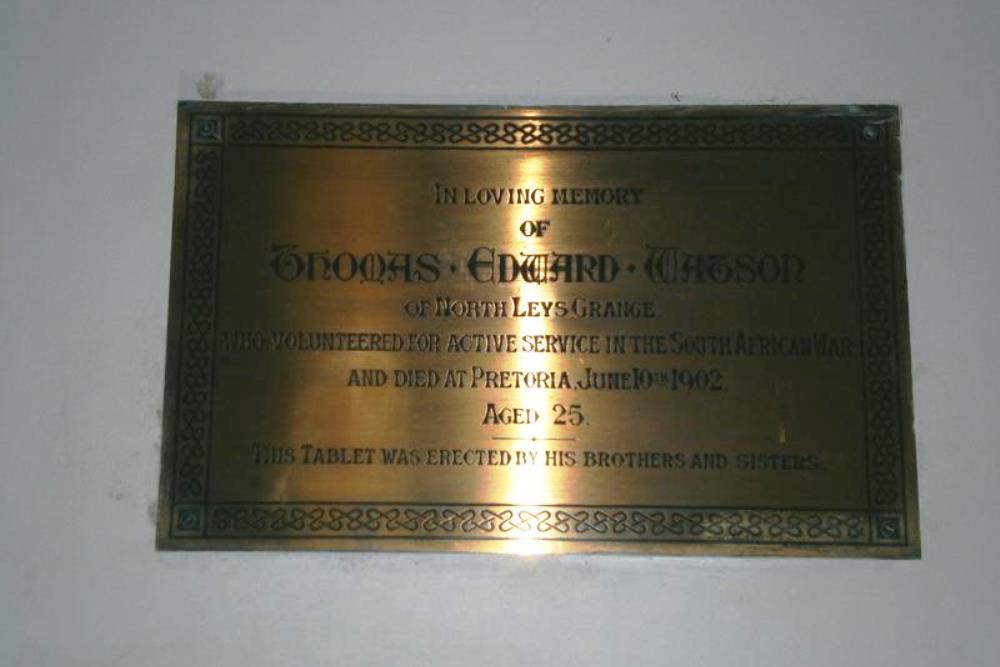 IN LOVING MEMORY
OF
THOMAS · EDWARD · WATSON
OF NORTH LEYS GRANGE.
WHO VOLUNTEERED FOR ACTIVE SERVICE IN THE SOUTH AFRICAN WAR
AND DIED AT PRETORIA, JUNE 10TH 1902.
AGED 25.
THIS TABLET WAS ERECTED BY HIS BROTHERS AND SISTERS.